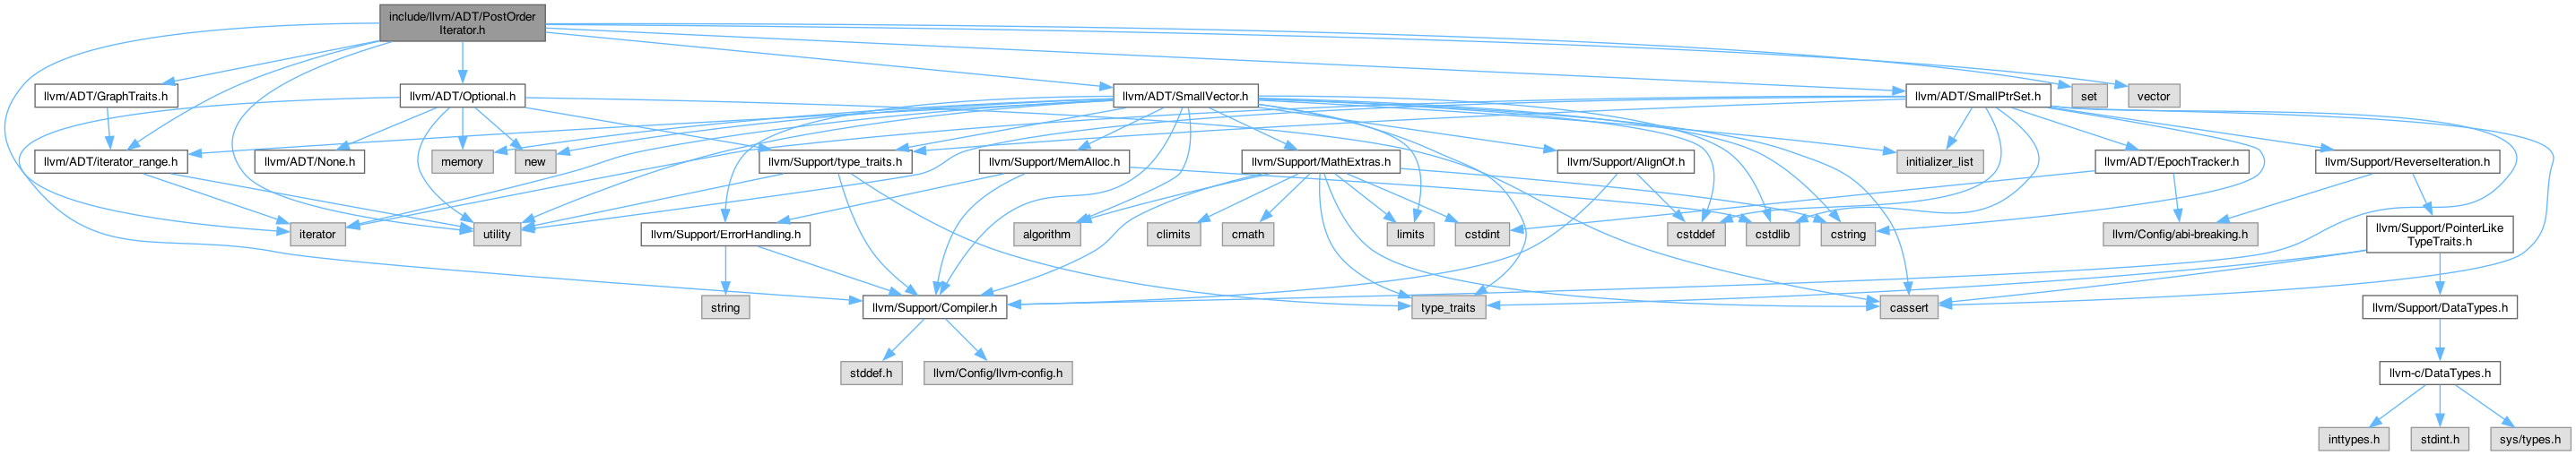 include/llvm/ADT/PostOrder
Iterator.h
llvm/ADT/GraphTraits.h
llvm/ADT/Optional.h
llvm/ADT/SmallVector.h
llvm/ADT/SmallPtrSet.h
set
vector
llvm/ADT/iterator_range.h
llvm/ADT/None.h
memory
new
llvm/Support/type_traits.h
llvm/Support/MemAlloc.h
llvm/Support/MathExtras.h
llvm/Support/AlignOf.h
initializer_list
llvm/ADT/EpochTracker.h
llvm/Support/ReverseIteration.h
iterator
utility
llvm/Support/ErrorHandling.h
algorithm
climits
cmath
limits
cstdint
cstddef
cstdlib
cstring
llvm/Config/abi-breaking.h
llvm/Support/PointerLike
TypeTraits.h
string
llvm/Support/Compiler.h
type_traits
cassert
llvm/Support/DataTypes.h
stddef.h
llvm/Config/llvm-config.h
llvm-c/DataTypes.h
inttypes.h
stdint.h
sys/types.h